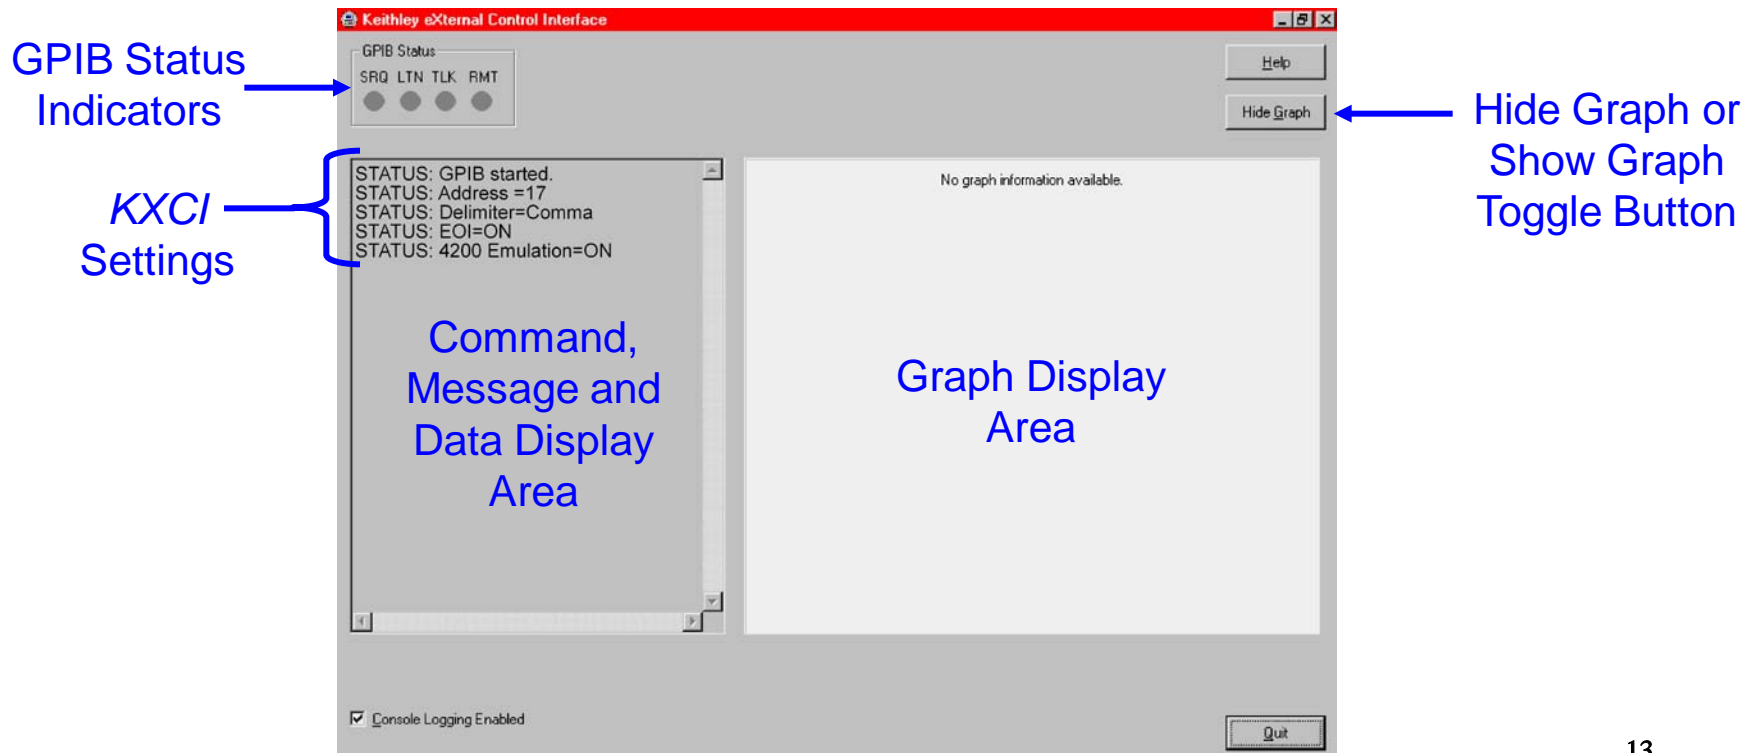 Keithley eXternal Control Interface
GPIB Status
SRQ LTN TLK RMT
Help
Hide Graph
GPIB Status
Indicators
Hide Graph or
Show Graph
Toggle Button
KXCI
Settings
STATUS: GPIB started.
STATUS: Address =17
STATUS: Delimiter=Comma
STATUS: EOI=ON
STATUS: 4200 Emulation=ON
No graph information available.
Command,
Message and
Data Display
Area
Graph Display
Area
Console Logging Enabled
Quit
13